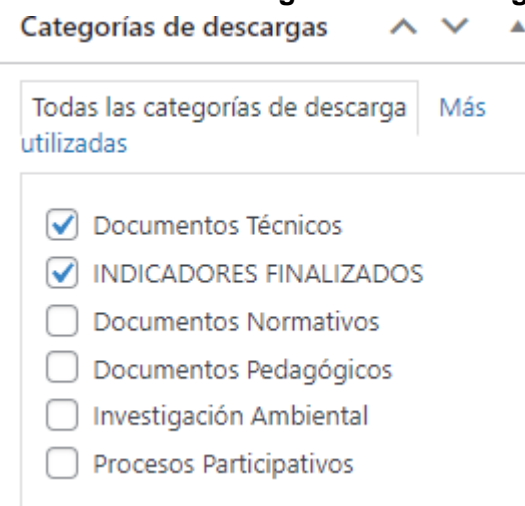 Categorías de descargas
Todas las categorías de descarga Más
utilizadas
Documentos Técnicos
INDICADORES FINALIZADOS
Documentos Normativos
Documentos Pedagógicos
Investigación Ambiental
Procesos Participativos